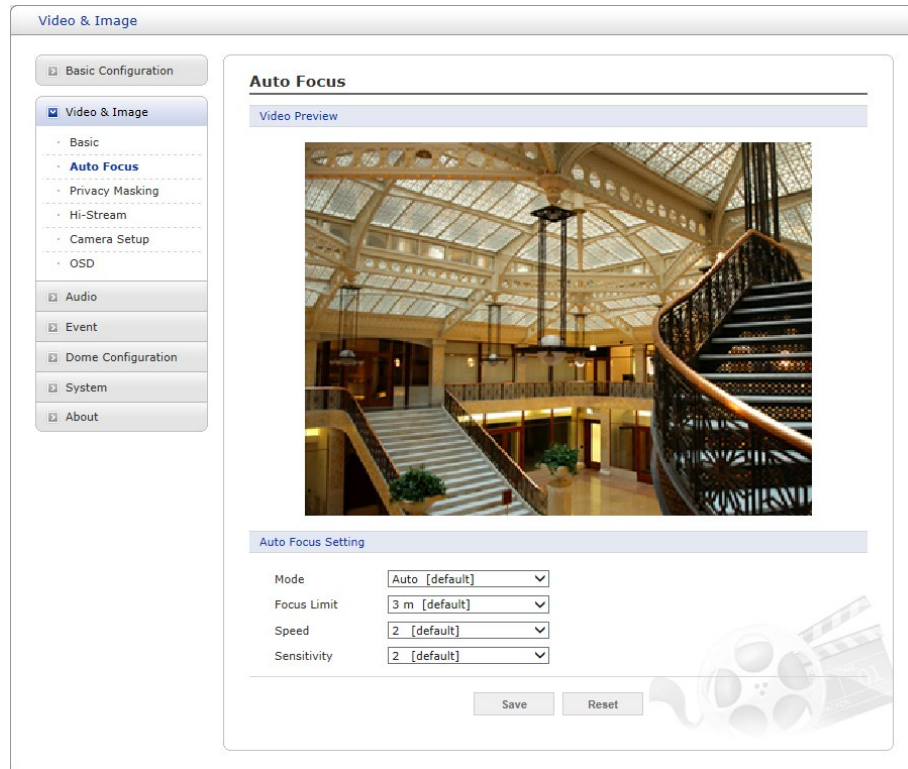 Video & Image
Basic Configuration
Video & Image
Basic
Auto Focus
Privacy Masking
Hi-Stream
Camera Setup
OSD
Audio
Event
Dome Configuration
System
About
Auto Focus
Video Preview
Auto Focus Setting
Mode Auto [default]
Focus Limit 3 m [default]
Speed 2 [default]
Sensitivity 2 [default]
Save Reset
01